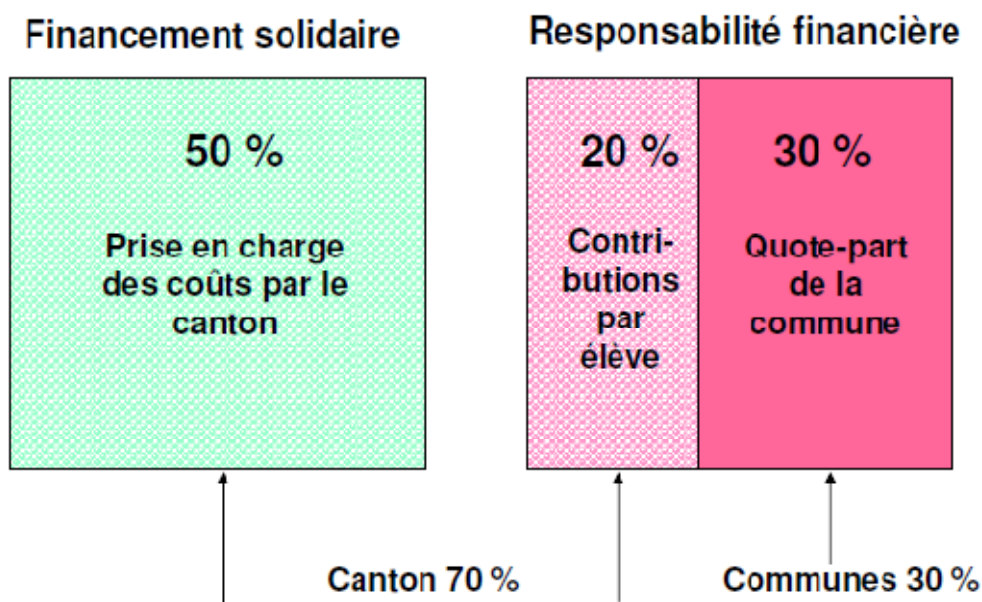 Financement solidaire
Responsabilité financière
50 %
Prise en charge
des coûts par le
canton
20 %
Contri-
butions
par
élève
30 %
Quote-part
de la
commune
Canton 70 %
Communes 30 %